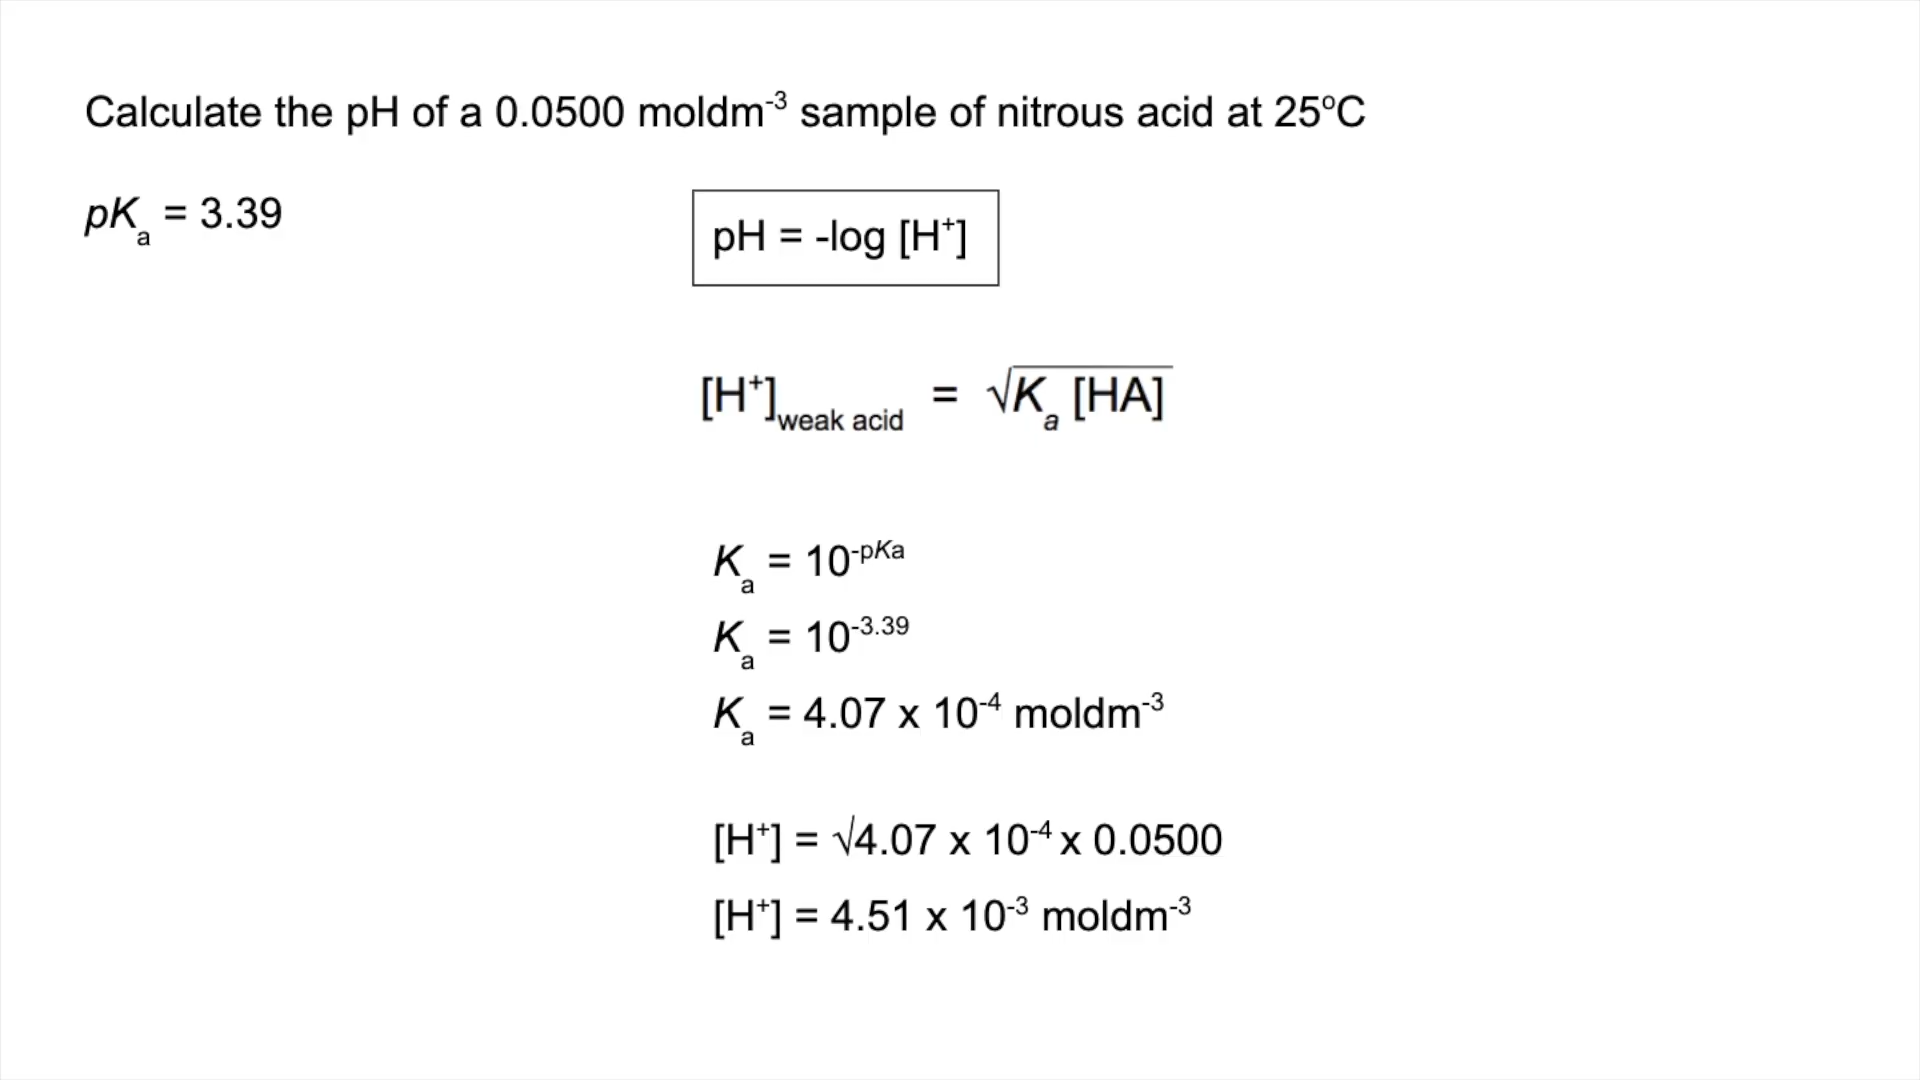 Calculate the pH of a 0.0500 moldm⁻³ sample of nitrous acid at 25ºC
pKₐ = 3.39
pH = -log [H⁺]
[H⁺]weak acid = √Kₐ [HA]
Kₐ = 10^-pKa
Kₐ = 10⁻³·³⁹
Kₐ = 4.07 x 10⁻⁴ moldm⁻³
[H⁺] = √4.07 x 10⁻⁴ x 0.0500
[H⁺] = 4.51 x 10⁻³ moldm⁻³